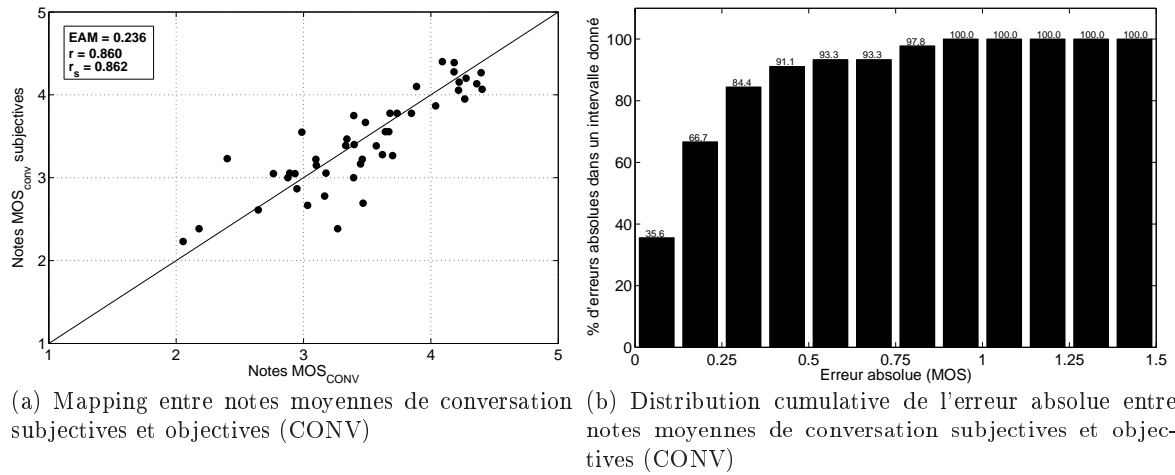 EAM = 0.236
r = 0.860
r_s = 0.862
5
4
3
2
1
Notes MOS_conv subjectives
1 2 3 4 5
Notes MOS_CONV
(a) Mapping entre notes moyennes de conversation
subjectives et objectives (CONV)
100
80
60
40
20
0
% d'erreurs absolues dans un intervalle donné
35.6 66.7 84.4 91.1 93.3 93.3 97.8 100.0 100.0 100.0 100.0 100.0
0 0.25 0.5 0.75 1 1.25 1.5
Erreur absolue (MOS)
(b) Distribution cumulative de l'erreur absolue entre
notes moyennes de conversation subjectives et objec-
tives (CONV)